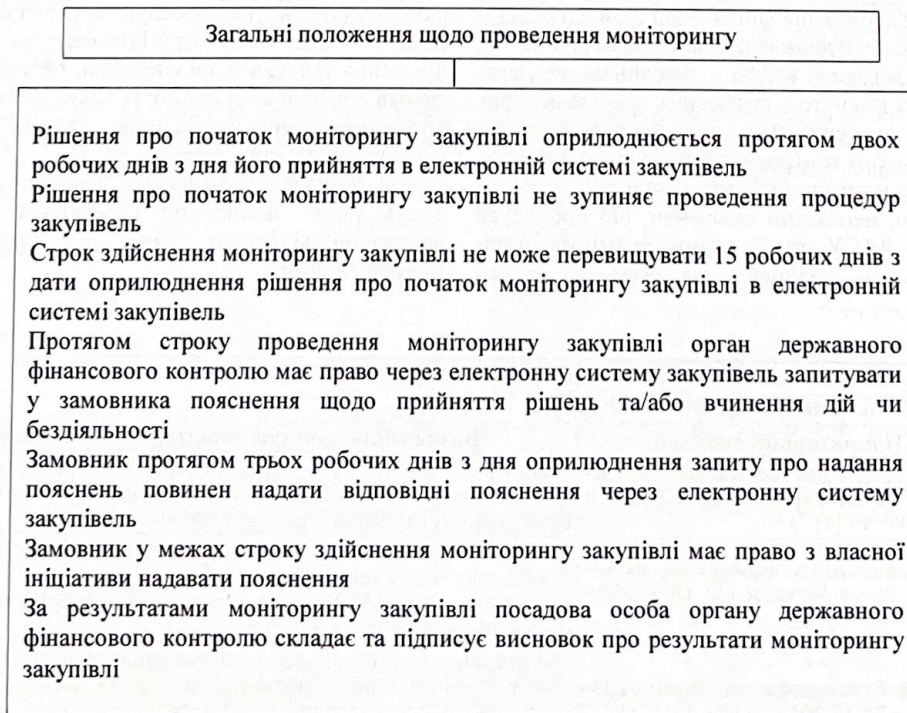 Загальні положення щодо проведення моніторингу
Рішення про початок моніторингу закупівлі оприлюднюється протягом двох
робочих днів з дня його прийняття в електронній системі закупівель
Рішення про початок моніторингу закупівлі не зупиняє проведення процедур
закупівель
Строк здійснення моніторингу закупівлі не може перевищувати 15 робочих днів з
дати оприлюднення рішення про початок моніторингу закупівлі в електронній
системі закупівель
Протягом строку проведення моніторингу закупівлі орган державного
фінансового контролю має право через електронну систему закупівель запитувати
у замовника пояснення щодо прийняття рішень та/або вчинення дій чи
бездіяльності
Замовник протягом трьох робочих днів з дня оприлюднення запиту про надання
пояснень повинен надати відповідні пояснення через електронну систему
закупівель
Замовник у межах строку здійснення моніторингу закупівлі має право з власної
ініціативи надавати пояснення
За результатами моніторингу закупівлі посадова особа органу державного
фінансового контролю складає та підписує висновок про результати моніторингу
закупівлі